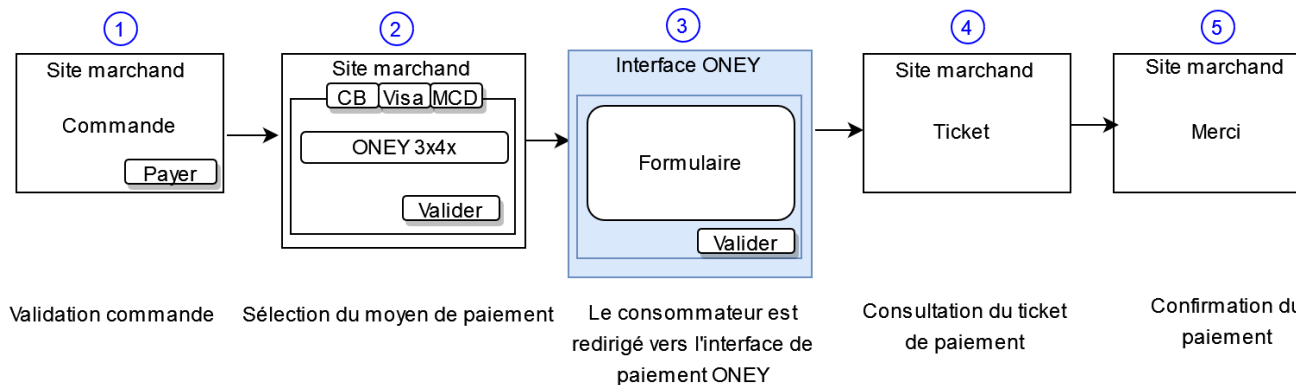 1
Site marchand
Commande
Payer
Validation commande
2
Site marchand
CB Visa MCD
ONEY 3x4x
Valider
Sélection du moyen de paiement
3
Interface ONEY
Formulaire
Valider
Le consommateur est
redirigé vers l'interface de
paiement ONEY
4
Site marchand
Ticket
Consultation du ticket
de paiement
5
Site marchand
Merci
Confirmation du
paiement